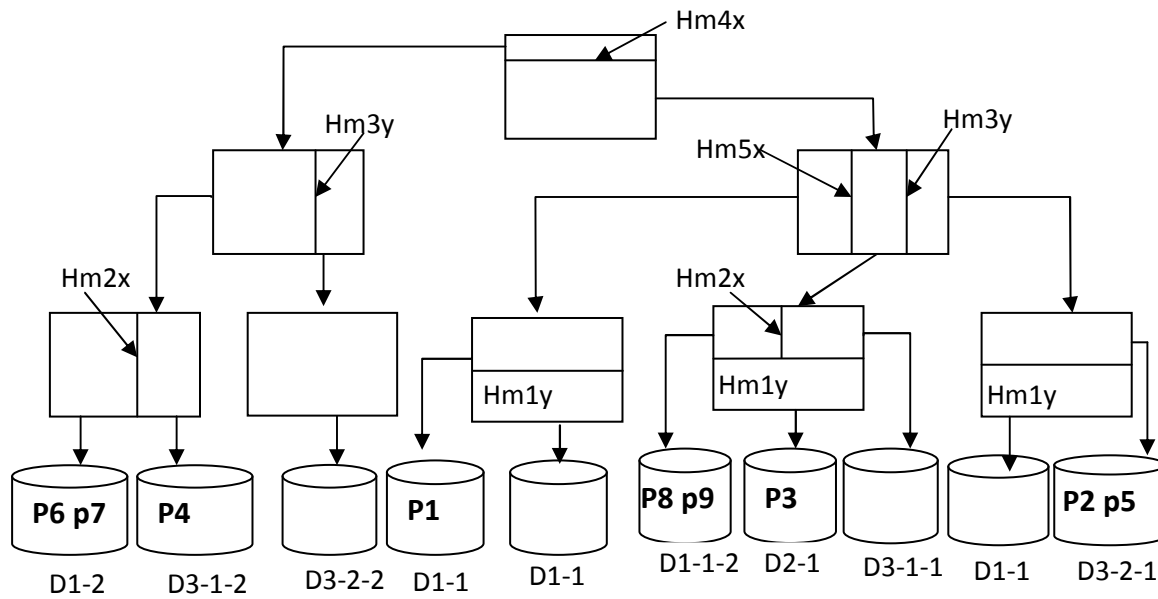 Hm4x
Hm3y
Hm5x
Hm3y
Hm2x
Hm2x
Hm1y
Hm1y
Hm1y
P6 p7
P4
P1
P8 p9
P3
P2 p5
D1-2
D3-1-2
D3-2-2
D1-1
D1-1
D1-1-2
D2-1
D3-1-1
D1-1
D3-2-1